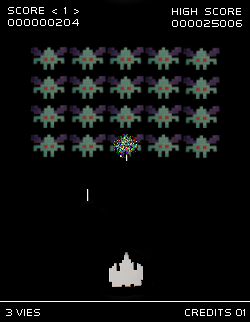 SCORE < 1 >
000000204
HIGH SCORE
000025006
3 VIES
CREDITS 01